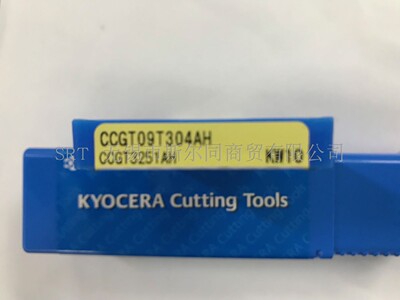 CCGT09T304AH
CCGT3251AH KW10
KYOCERA Cutting Tools